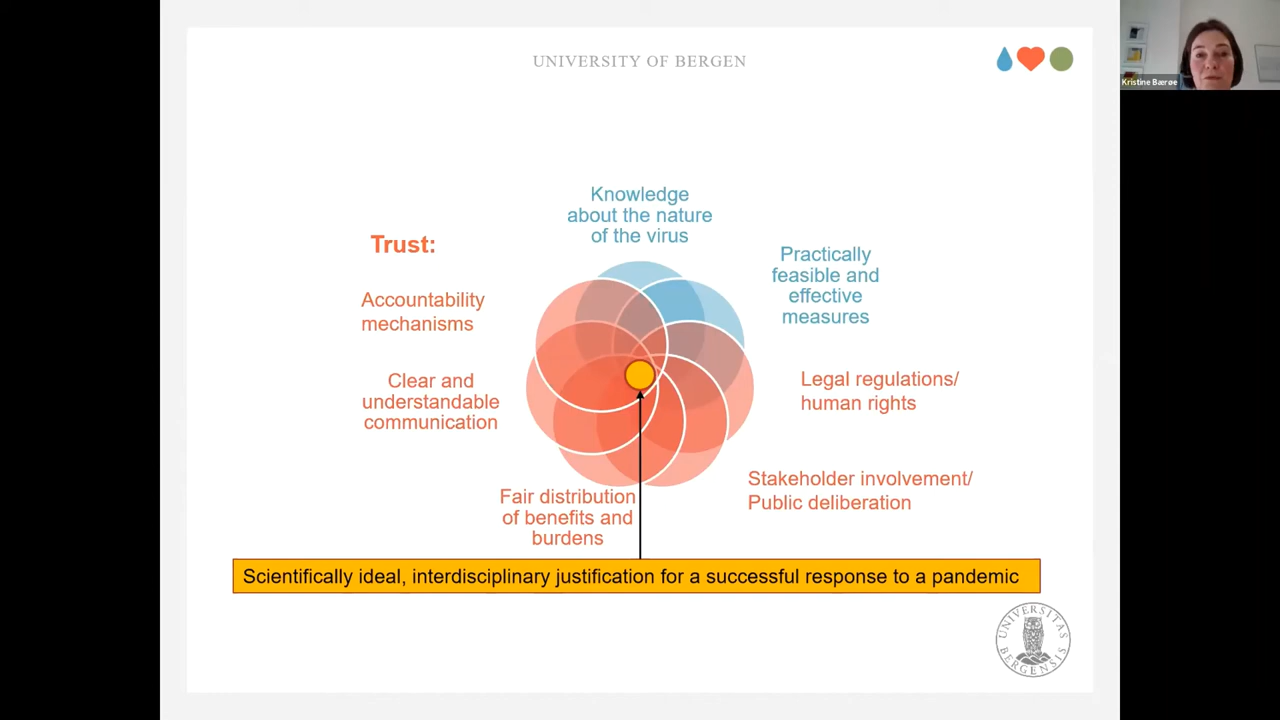 UNIVERSITY OF BERGEN
Kristine Bærøe
Knowledge
about the nature
of the virus
Trust:
Practically
feasible and
effective
measures
Accountability
mechanisms
Clear and
understandable
communication
Legal regulations/
human rights
Stakeholder involvement/
Public deliberation
Fair distribution
of benefits and
burdens
Scientifically ideal, interdisciplinary justification for a successful response to a pandemic
UNIVERSITAS
BERGENSIS